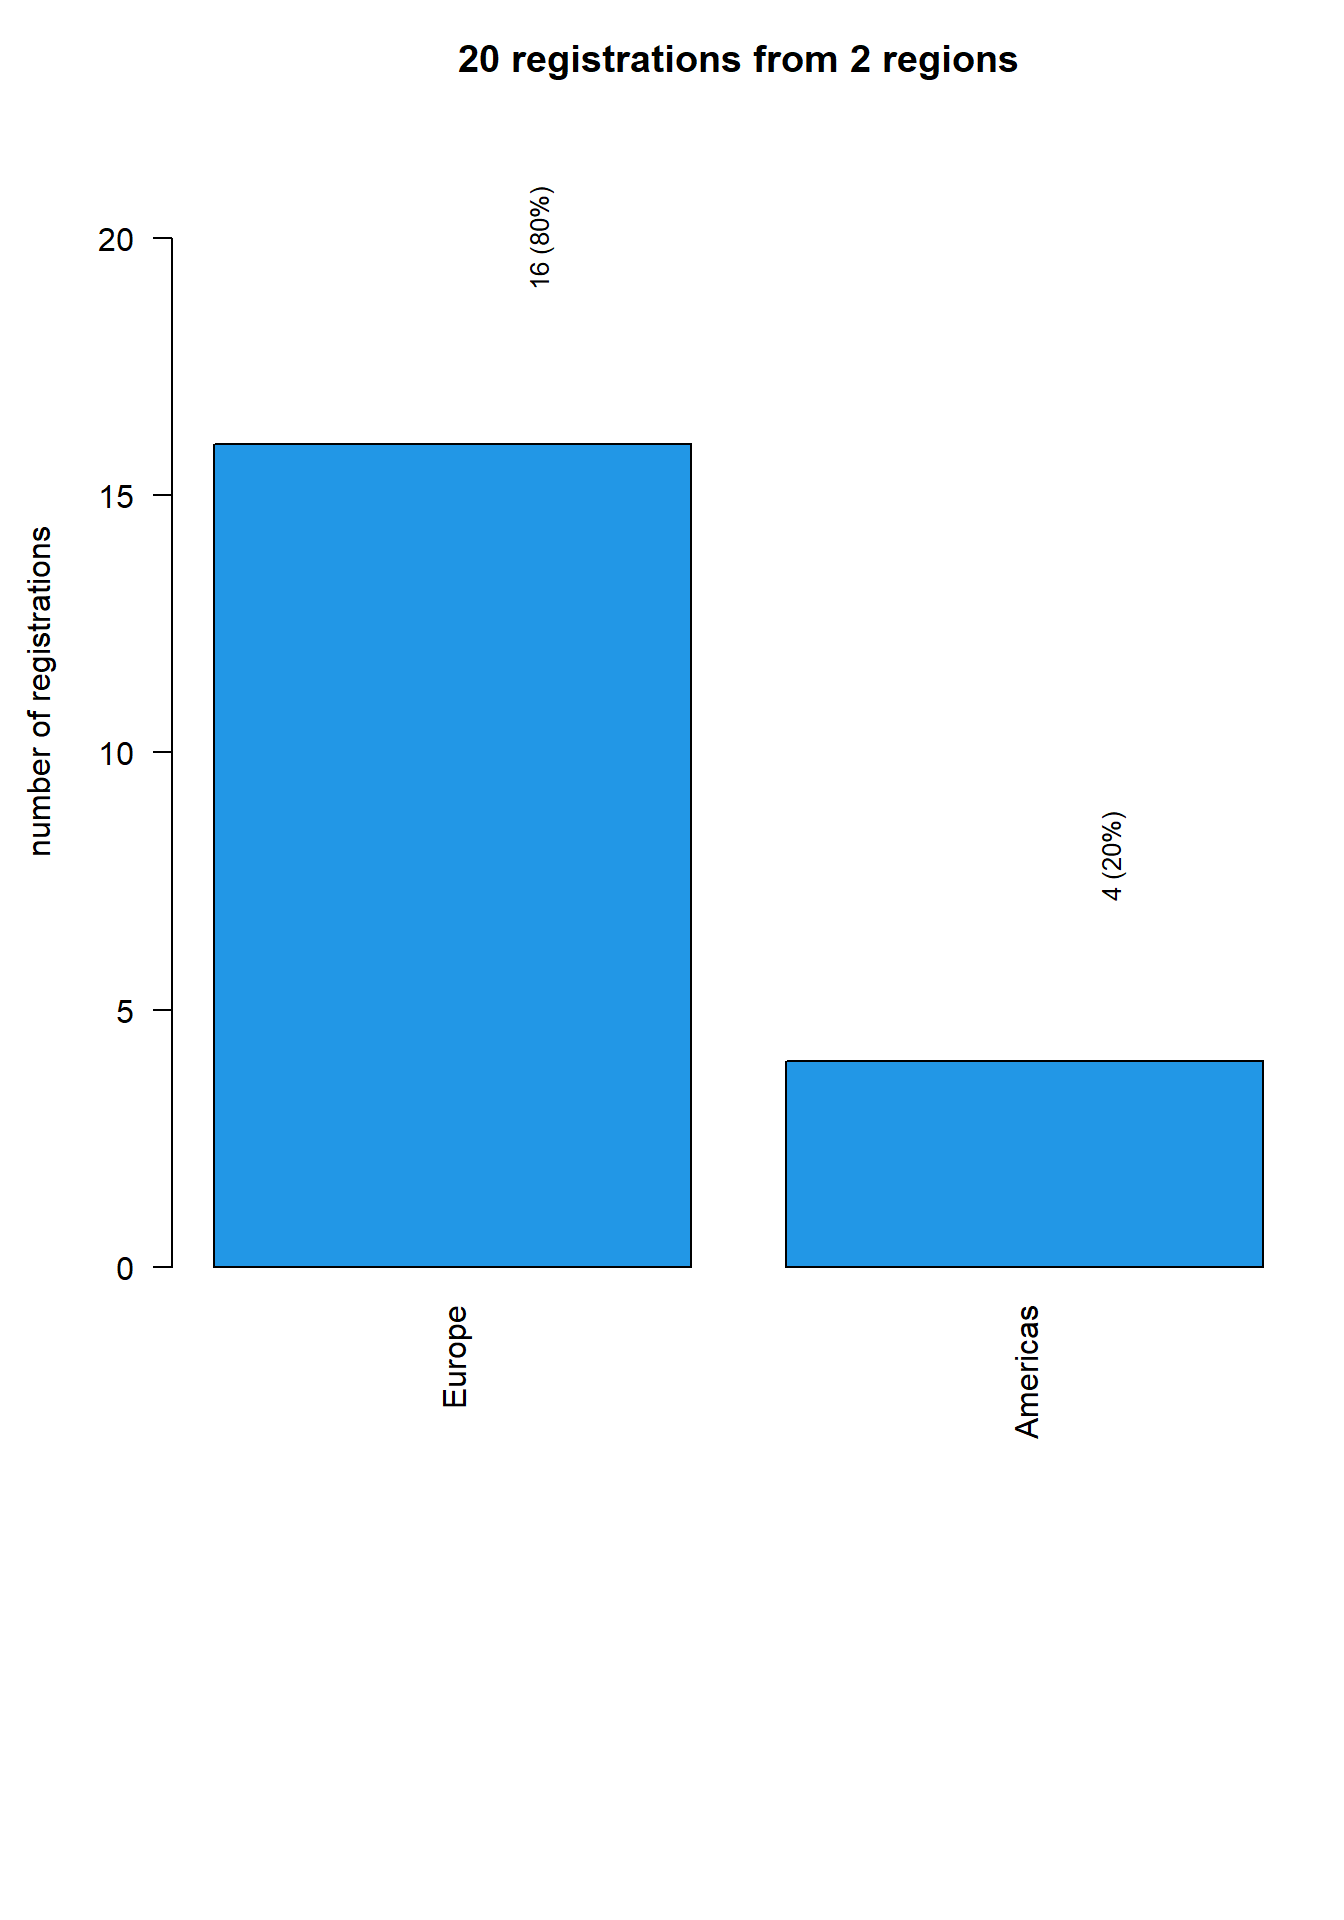 20 registrations from 2 regions
16 (80%)
20
15
10
5
0
number of registrations
4 (20%)
Europe
Americas